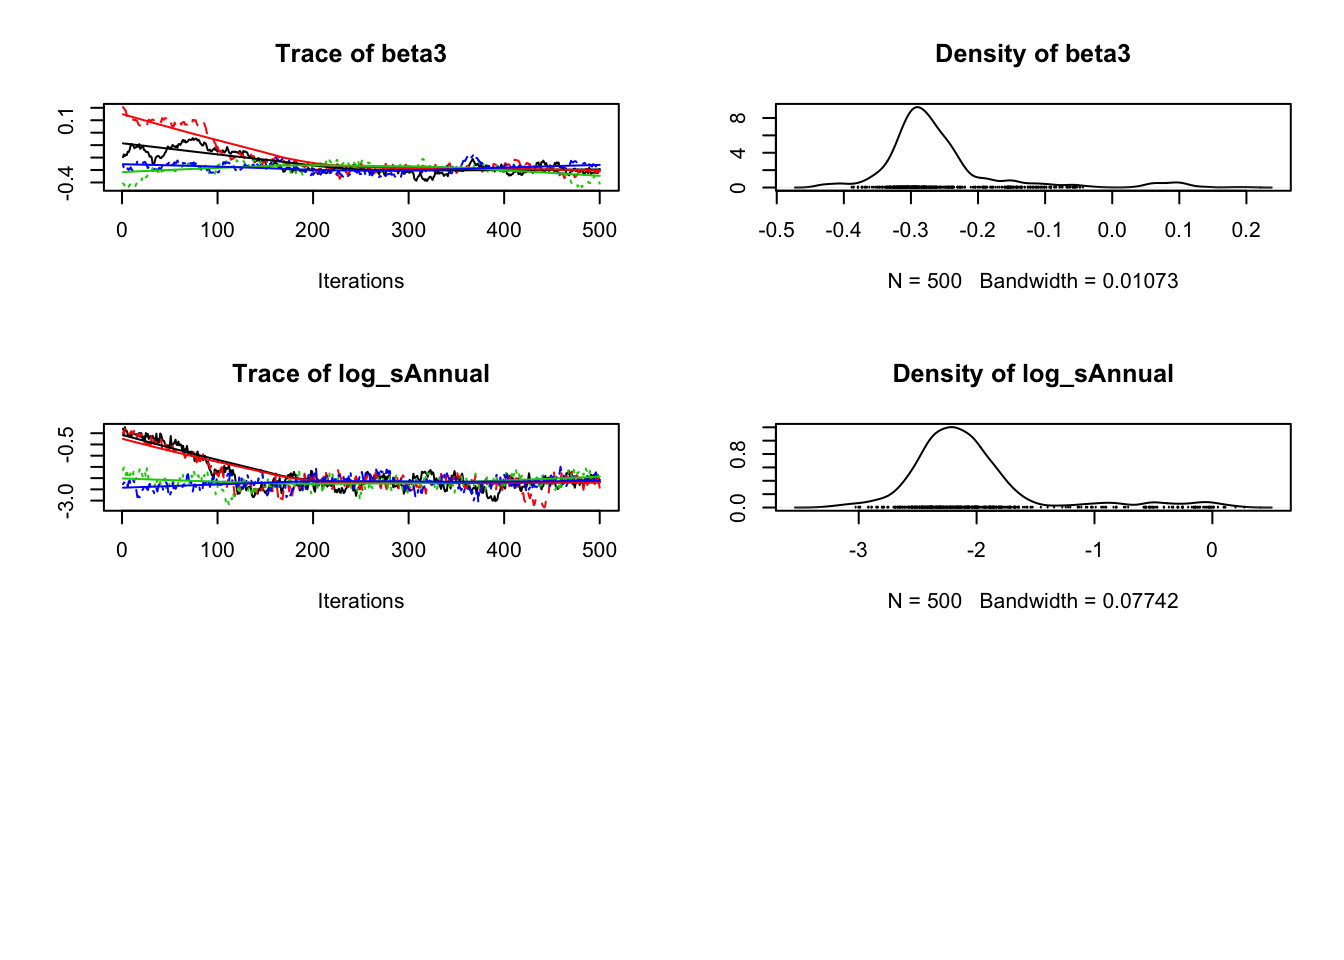 Trace of beta3
0.1
-0.4
0 100 200 300 400 500
Iterations
Density of beta3
8
4
0
-0.5 -0.4 -0.3 -0.2 -0.1 0.0 0.1 0.2
N = 500 Bandwidth = 0.01073
Trace of log_sAnnual
-0.5
-3.0
0 100 200 300 400 500
Iterations
Density of log_sAnnual
0.8
0.0
-3 -2 -1 0
N = 500 Bandwidth = 0.07742